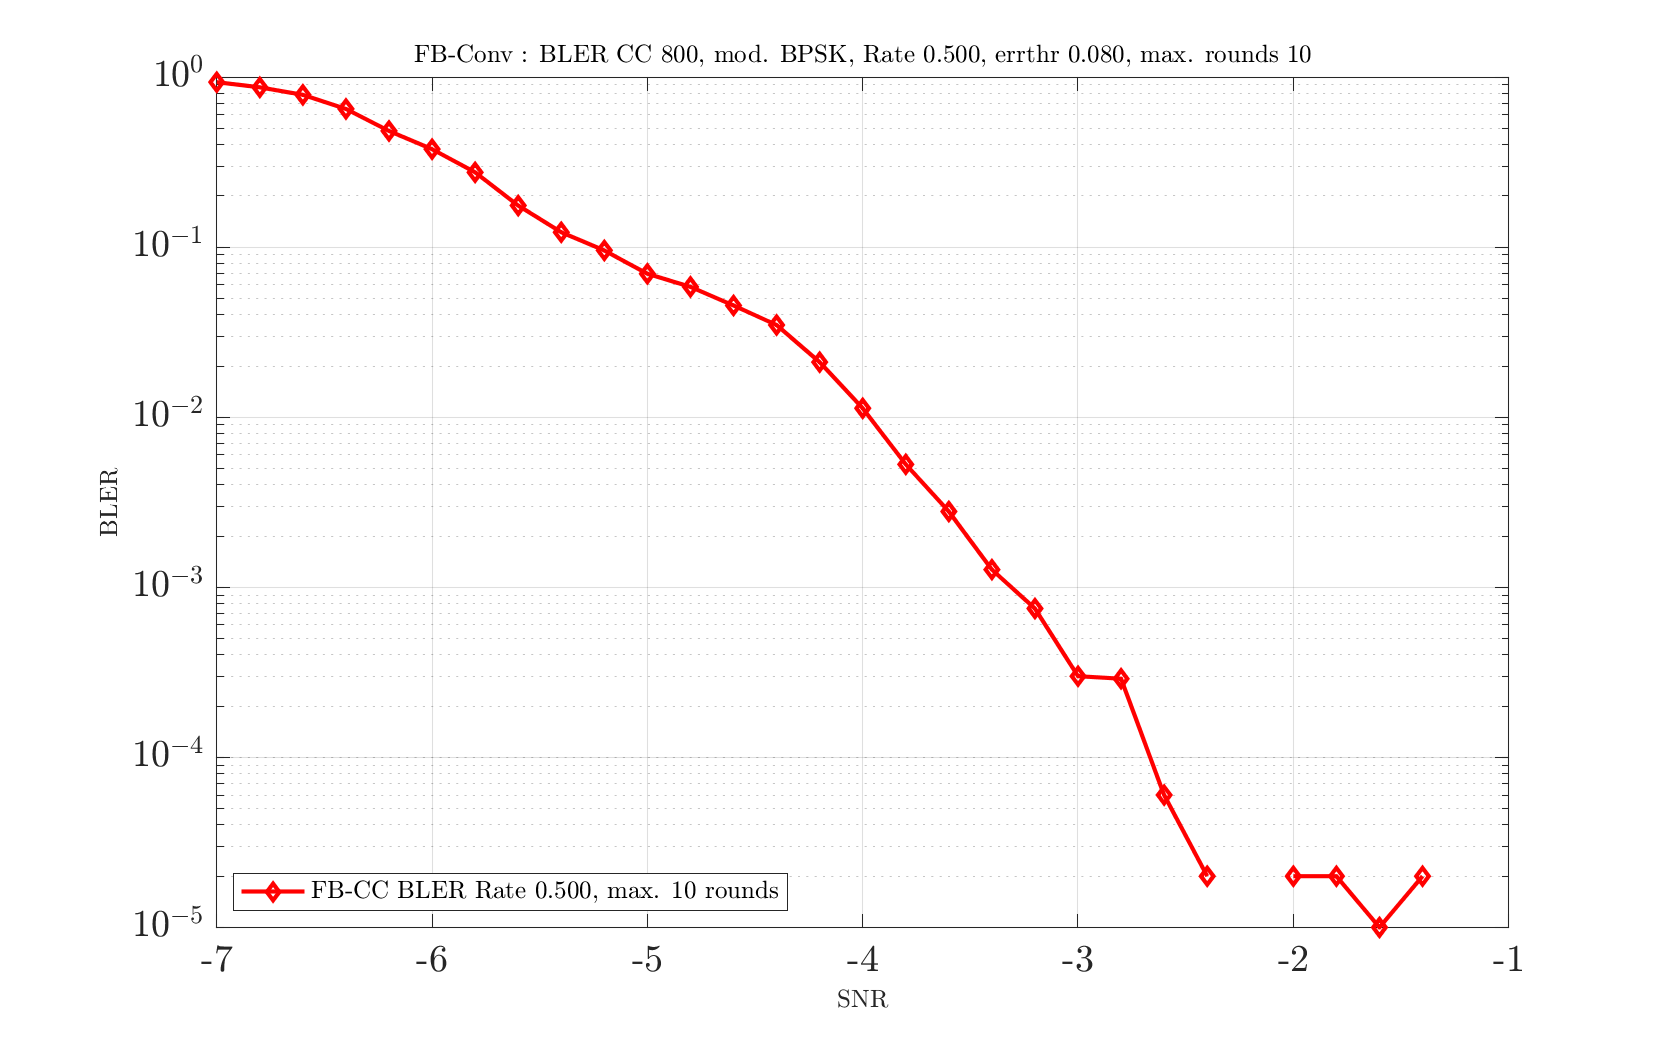 FB-Conv : BLER CC 800, mod. BPSK, Rate 0.500, errthr 0.080, max. rounds 10
10⁰
10⁻¹
10⁻²
10⁻³
10⁻⁴
10⁻⁵
BLER
FB-CC BLER Rate 0.500, max. 10 rounds
-7 -6 -5 -4 -3 -2 -1
SNR